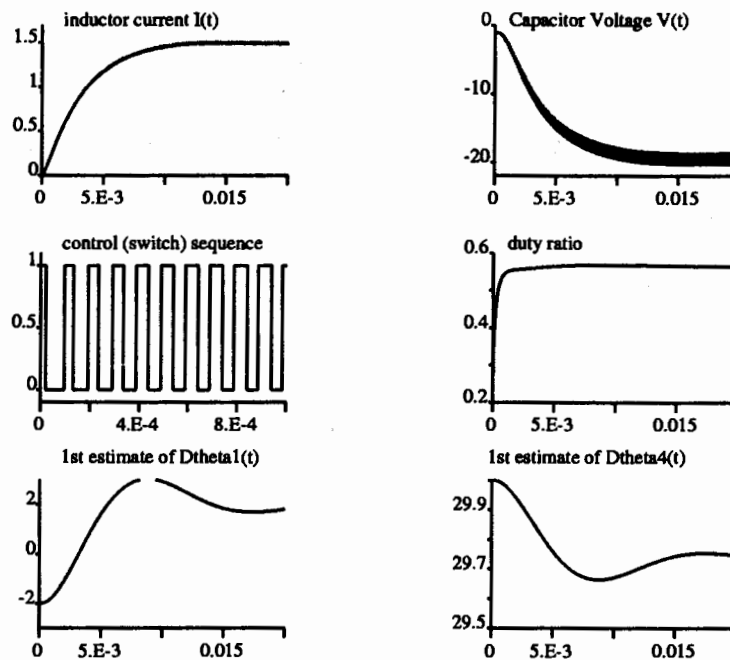 inductor current I(t)
1.5
1
0.5
0
0 5.E-3 0.015
Capacitor Voltage V(t)
0
-10
-20
0 5.E-3 0.015
control (switch) sequence
1
0.5
0
0 4.E-4 8.E-4
duty ratio
0.6
0.4
0.2
0 5.E-3 0.015
1st estimate of Dtheta1(t)
2
0
-2
0 5.E-3 0.015
1st estimate of Dtheta4(t)
29.9
29.7
29.5
0 5.E-3 0.015